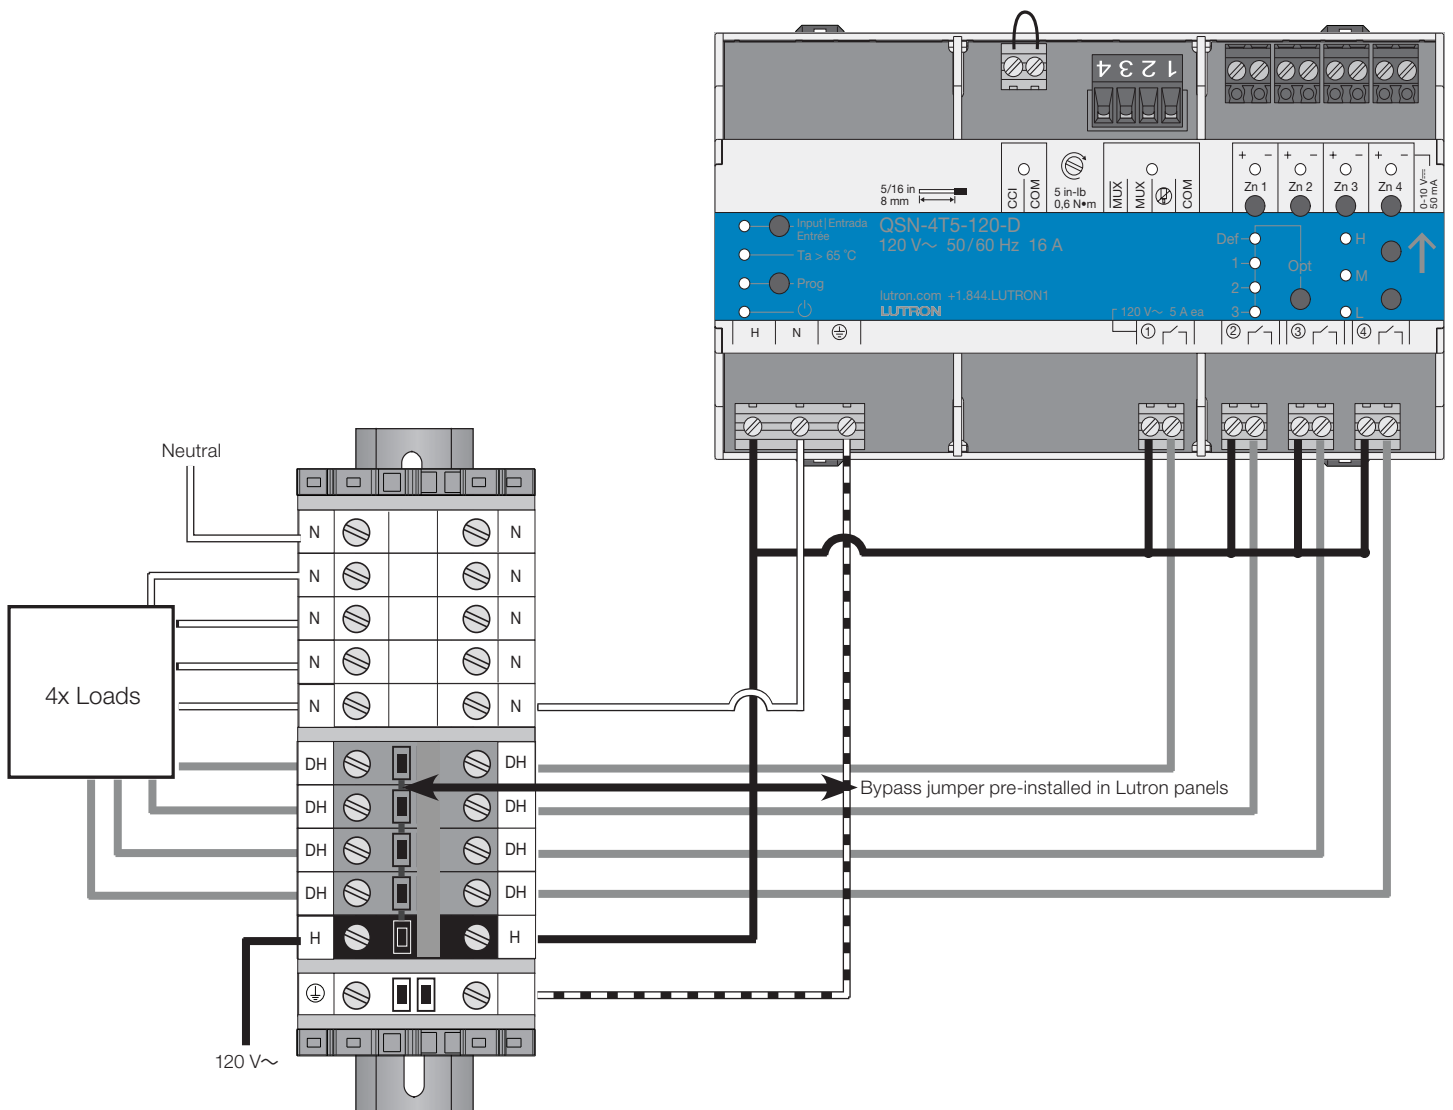 4 3 2 1
5/16 in
8 mm
CCI
COM
5 in-lb
0,6 N•m
MUX
MUX
COM
+ -
Zn 1
+ -
Zn 2
+ -
Zn 3
+ -
Zn 4
0-10 V⎓
50 mA
Input | Entrada
Entrée
Ta > 65 °C
Prog
QSN-4T5-120-D
120 V~ 50/60 Hz 16 A
lutron.com +1.844.LUTRON1
LUTRON
120 V~ 5 A ea
Def
1
2
3
Opt
H
M
L
H N
① ② ③ ④
Neutral
N N
N N
N N
N N
N N
4x Loads
DH DH
Bypass jumper pre-installed in Lutron panels
DH DH
DH DH
DH DH
H H
120 V~